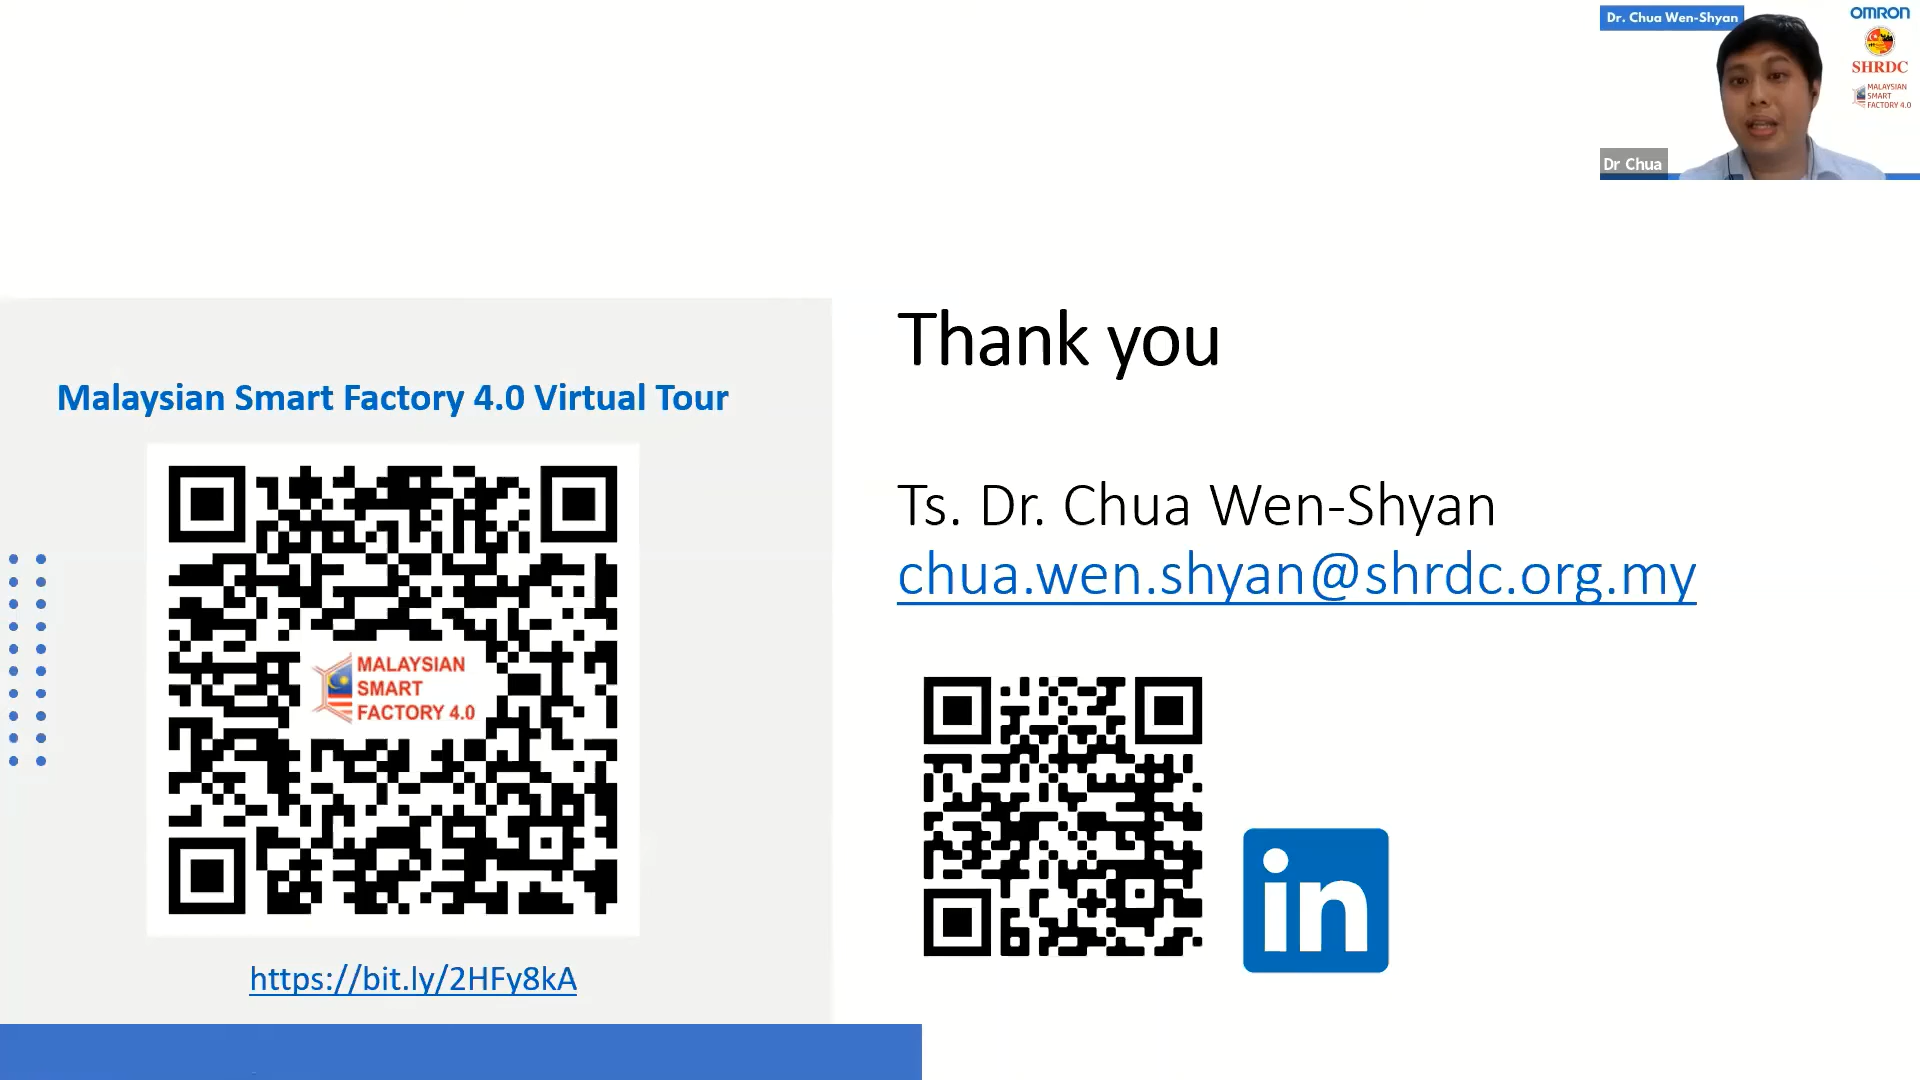 Dr. Chua Wen-Shyan
OMRON
SHRDC
MALAYSIAN
SMART
FACTORY 4.0
Dr Chua
Thank you
Malaysian Smart Factory 4.0 Virtual Tour
Ts. Dr. Chua Wen-Shyan
chua.wen.shyan@shrdc.org.my
MALAYSIAN
SMART
FACTORY 4.0
in
https://bit.ly/2HFy8kA